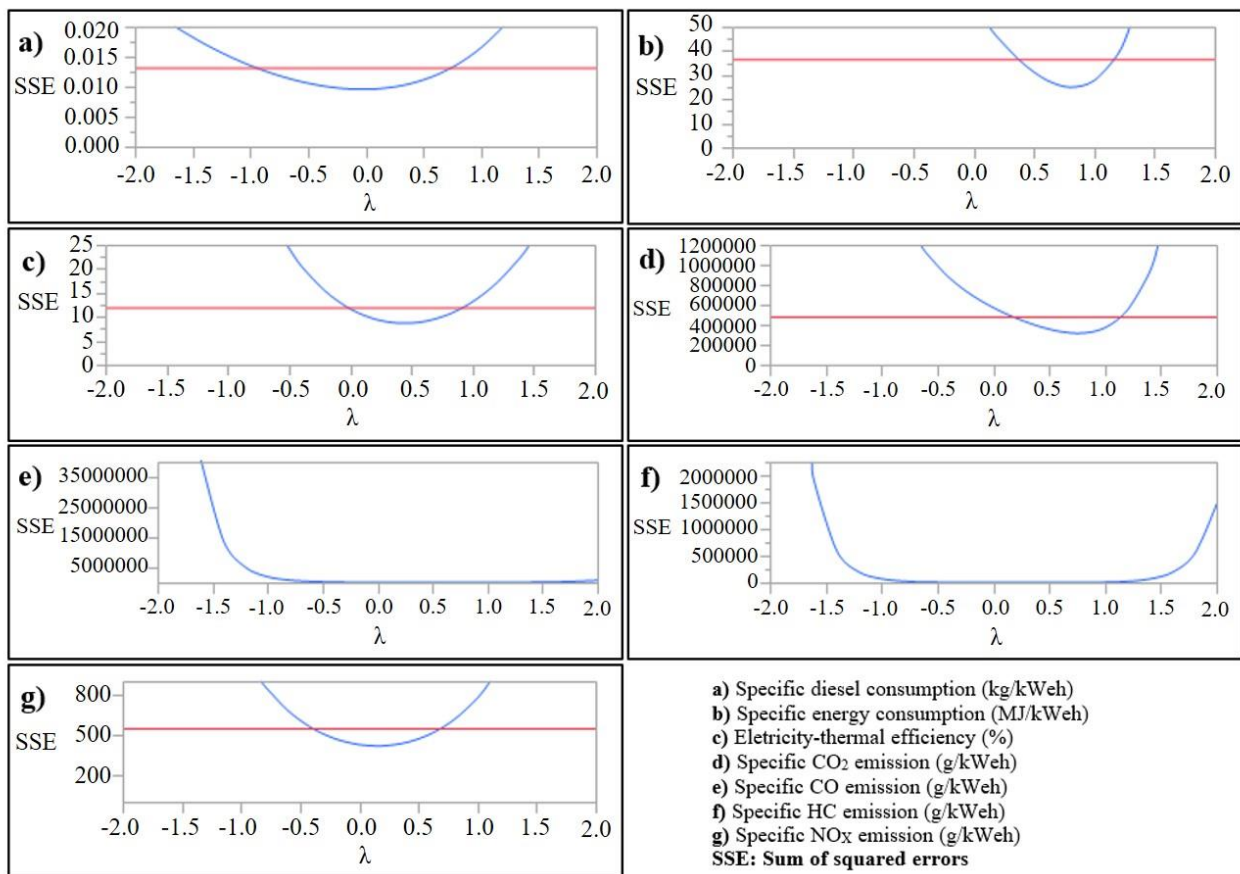 a)
0.020
0.015
SSE
0.010
0.005
0.000
-2.0 -1.5 -1.0 -0.5 0.0 0.5 1.0 1.5 2.0
λ
b)
50
40
30
SSE
20
10
0
-2.0 -1.5 -1.0 -0.5 0.0 0.5 1.0 1.5 2.0
λ
c)
25
20
15
SSE
10
5
0
-2.0 -1.5 -1.0 -0.5 0.0 0.5 1.0 1.5 2.0
λ
d)
1200000
1000000
800000
600000
SSE
400000
200000
0
-2.0 -1.5 -1.0 -0.5 0.0 0.5 1.0 1.5 2.0
λ
e)
35000000
25000000
SSE
15000000
5000000
-2.0 -1.5 -1.0 -0.5 0.0 0.5 1.0 1.5 2.0
λ
f)
2000000
1500000
SSE
1000000
500000
0
-2.0 -1.5 -1.0 -0.5 0.0 0.5 1.0 1.5 2.0
λ
g)
800
500
SSE
200
-2.0 -1.5 -1.0 -0.5 0.0 0.5 1.0 1.5 2.0
λ
a) Specific diesel consumption (kg/kWeh)
b) Specific energy consumption (MJ/kWeh)
c) Eletricity-thermal efficiency (%)
d) Specific CO₂ emission (g/kWeh)
e) Specific CO emission (g/kWeh)
f) Specific HC emission (g/kWeh)
g) Specific NOx emission (g/kWeh)
SSE: Sum of squared errors